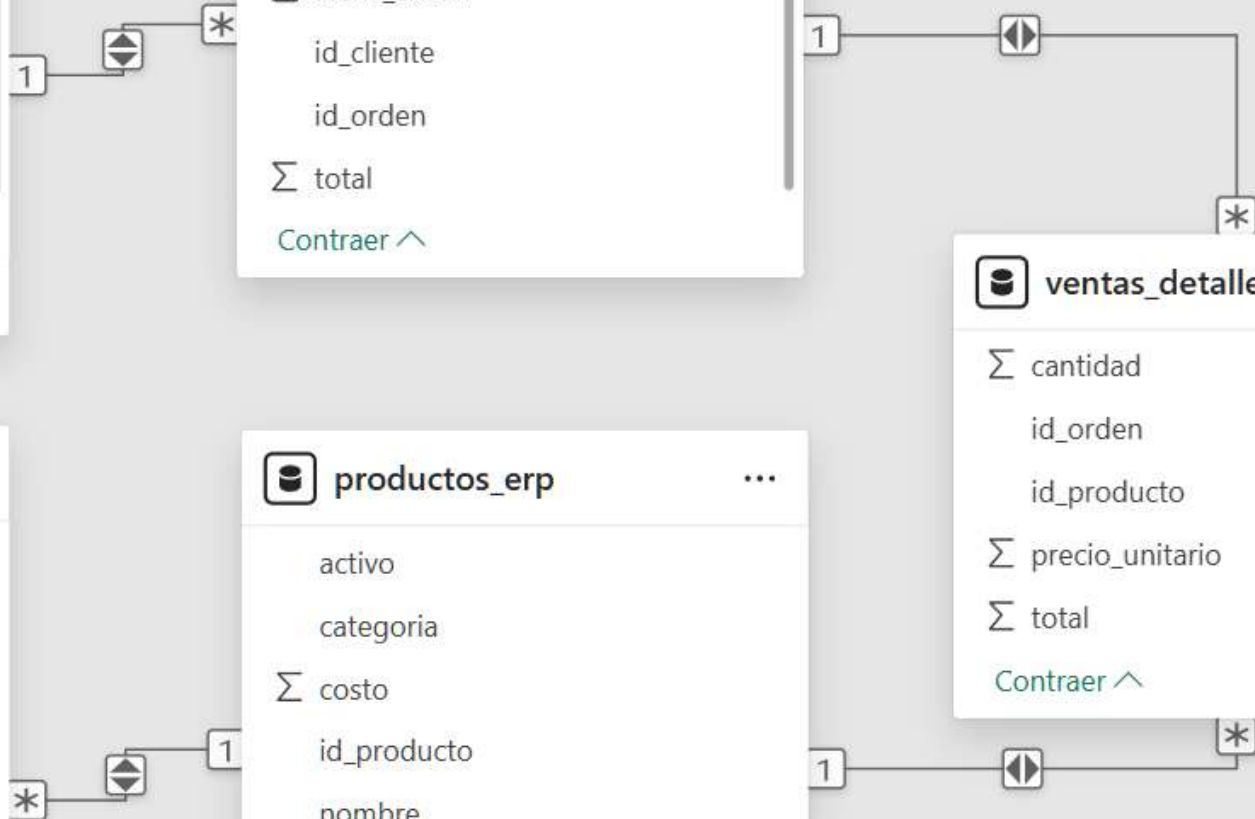 1
*
id_cliente
id_orden
Σ total
Contraer
1
*
ventas_detalle
Σ cantidad
id_orden
id_producto
Σ precio_unitario
Σ total
Contraer
*
productos_erp
...
activo
categoria
Σ costo
id_producto
nombre
1
*
1